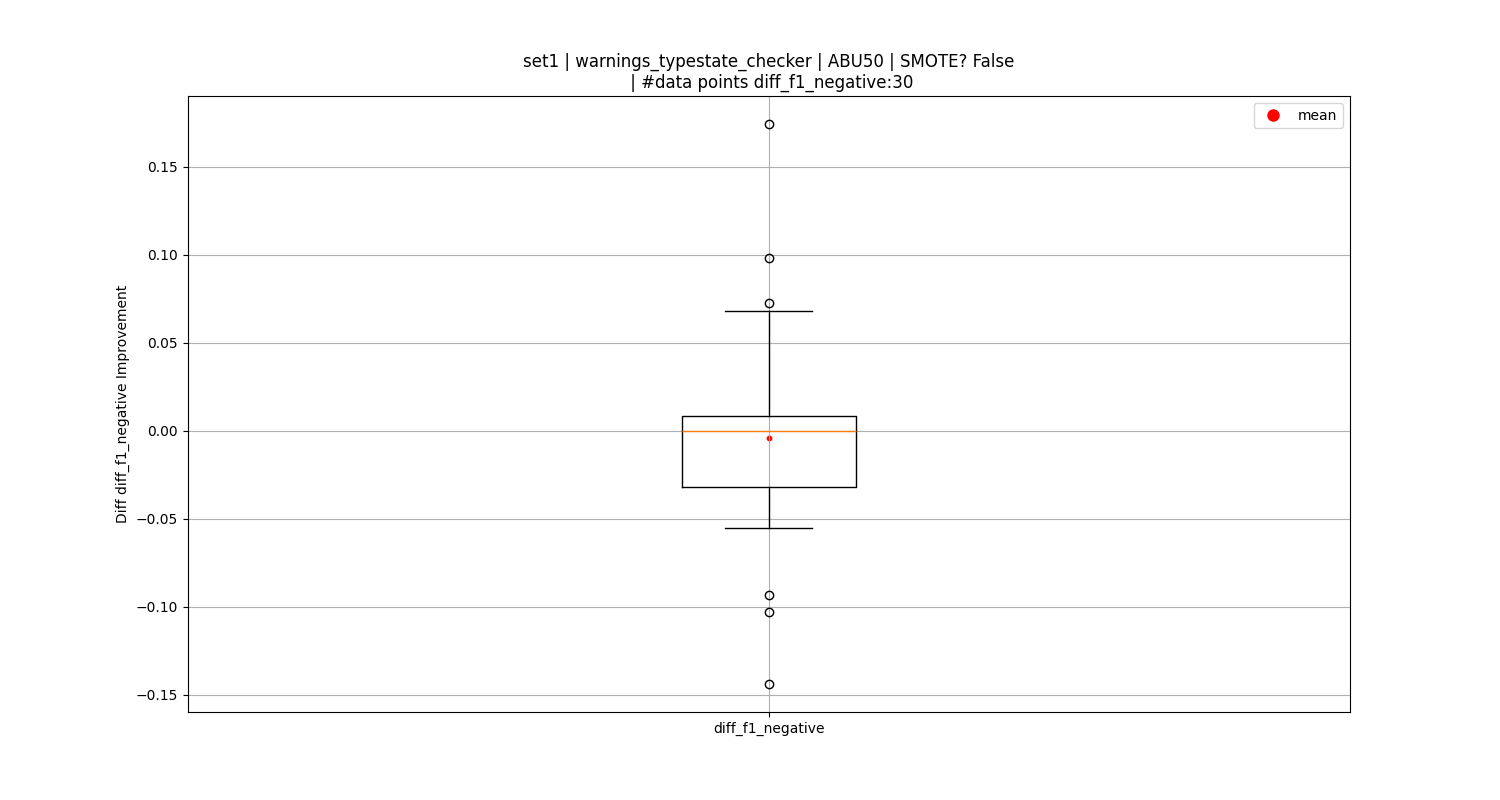 set1 | warnings_typestate_checker | ABU50 | SMOTE? False
| #data points diff_f1_negative:30
mean
0.15
0.10
0.05
0.00
−0.05
−0.10
−0.15
Diff diff_f1_negative Improvement
diff_f1_negative